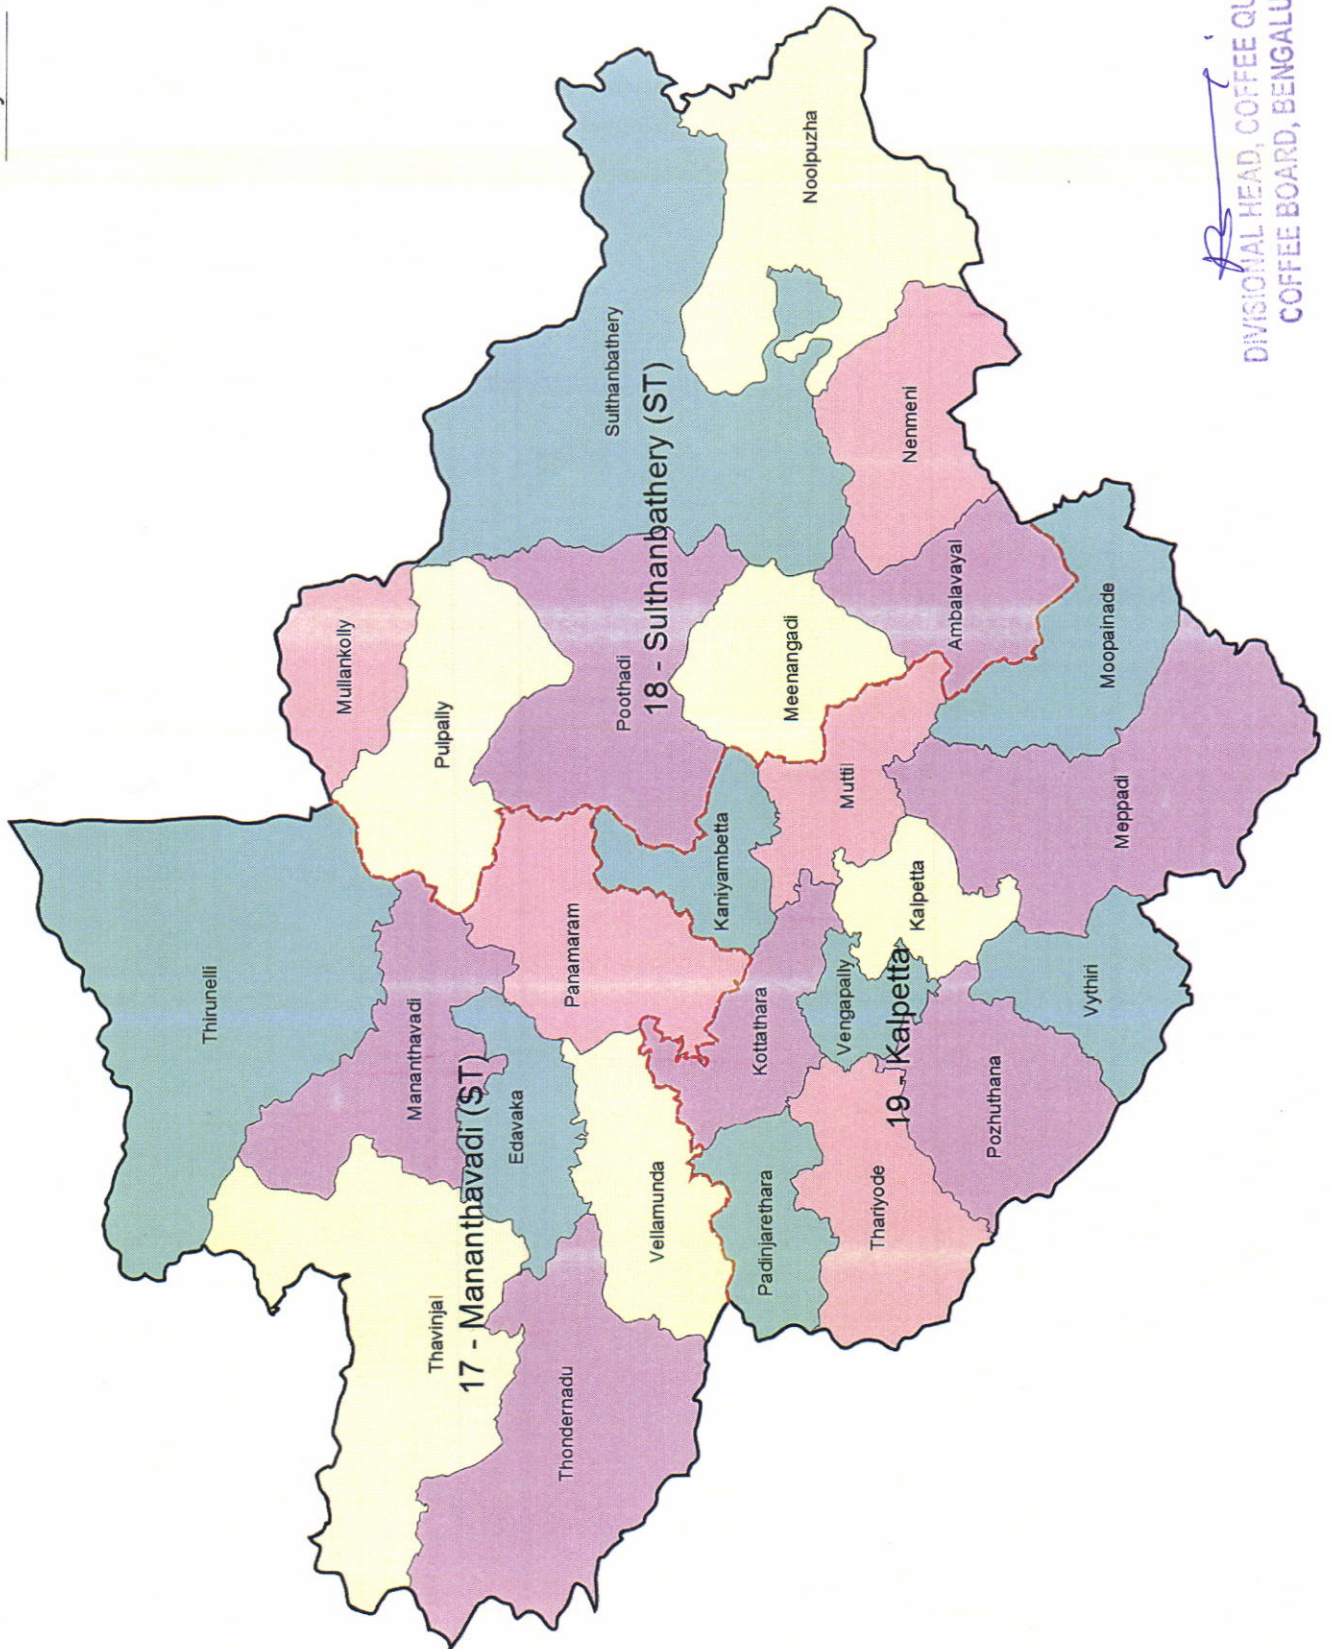 Thirunelli
Mullankolly
Mananthavadi
Pulpally
Thavinjal
17 - Mananthavadi (ST)
Edavaka
Panamaram
Poothadi
Sulthanbathery
18 - Sulthanbathery (ST)
Thondernadu
Vellamunda
Kaniyambetta
Meenangadi
Noolpuzha
Padinjarethara
Kottathara
Muttil
Nenmeni
Vengapally
Thariyode
19 - Kalpetta
Kalpetta
Ambalavayal
Pozhuthana
Vythiri
Meppadi
Moopainade
DIVISIONAL HEAD, COFFEE QU
COFFEE BOARD, BENGALU